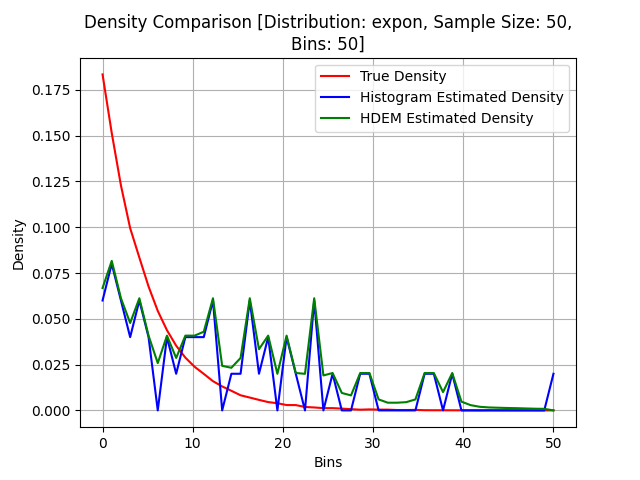 Density Comparison [Distribution: expon, Sample Size: 50,
Bins: 50]
True Density
Histogram Estimated Density
HDEM Estimated Density
Density
0.175
0.150
0.125
0.100
0.075
0.050
0.025
0.000
0 10 20 30 40 50
Bins